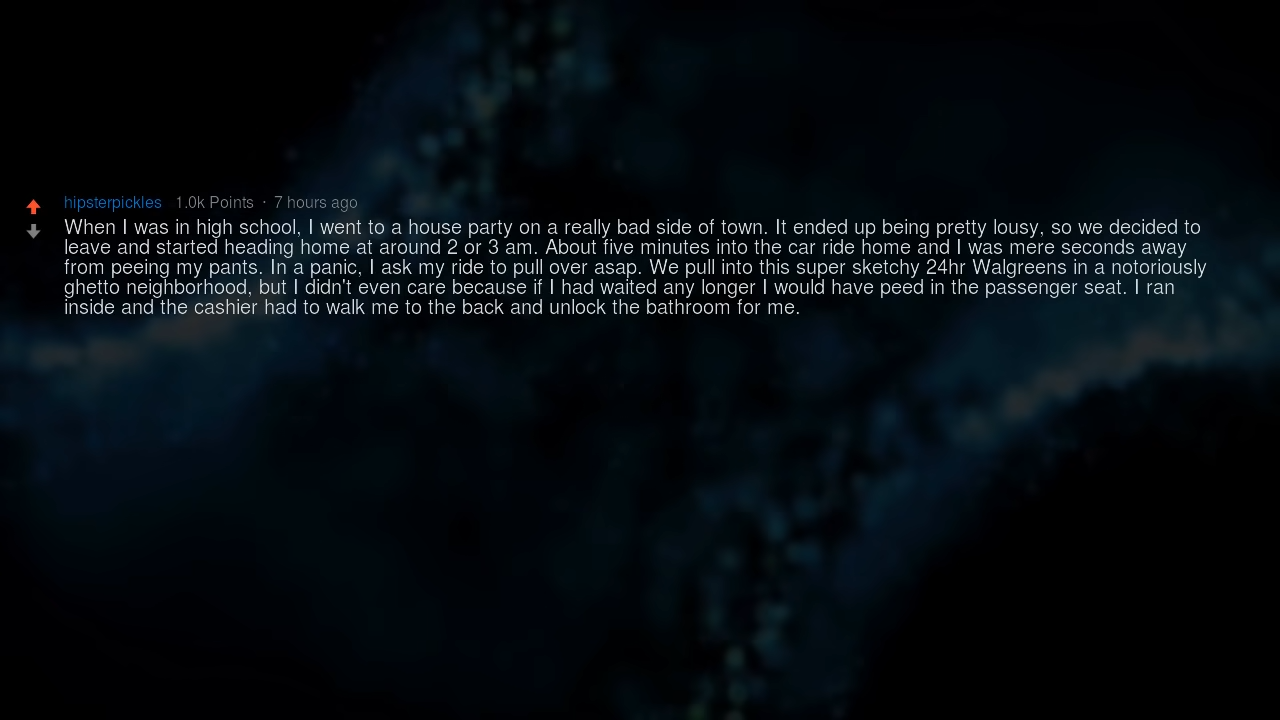 hipsterpickles 1.0k Points · 7 hours ago
When I was in high school, I went to a house party on a really bad side of town. It ended up being pretty lousy, so we decided to
leave and started heading home at around 2 or 3 am. About five minutes into the car ride home and I was mere seconds away
from peeing my pants. In a panic, I ask my ride to pull over asap. We pull into this super sketchy 24hr Walgreens in a notoriously
ghetto neighborhood, but I didn't even care because if I had waited any longer I would have peed in the passenger seat. I ran
inside and the cashier had to walk me to the back and unlock the bathroom for me.